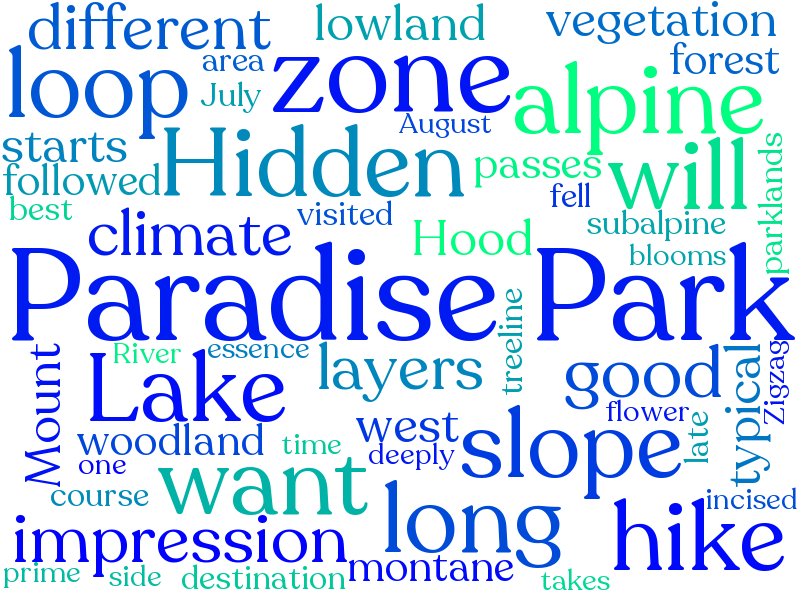 different
lowland
vegetation
loop
area
zone
forest
July
alpine
August
starts
Hidden
passes
will
followed
fell
best
climate
visited
Hood
subalpine
parklands
blooms
Paradise
Park
River
essence
treeline
Mount
Lake
layers
good
typical
Zigzag
flower
woodland
west
slope
late
one
time
deeply
course
want
long
incised
impression
hike
prime
side
destination
montane
takes